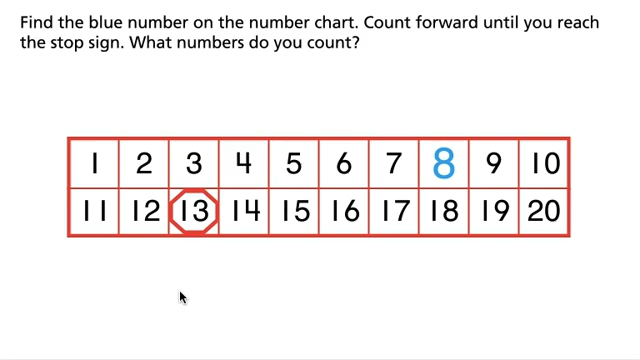 Find the blue number on the number chart. Count forward until you reach
the stop sign. What numbers do you count?
1 2 3 4 5 6 7 8 9 10
11 12 13 14 15 16 17 18 19 20